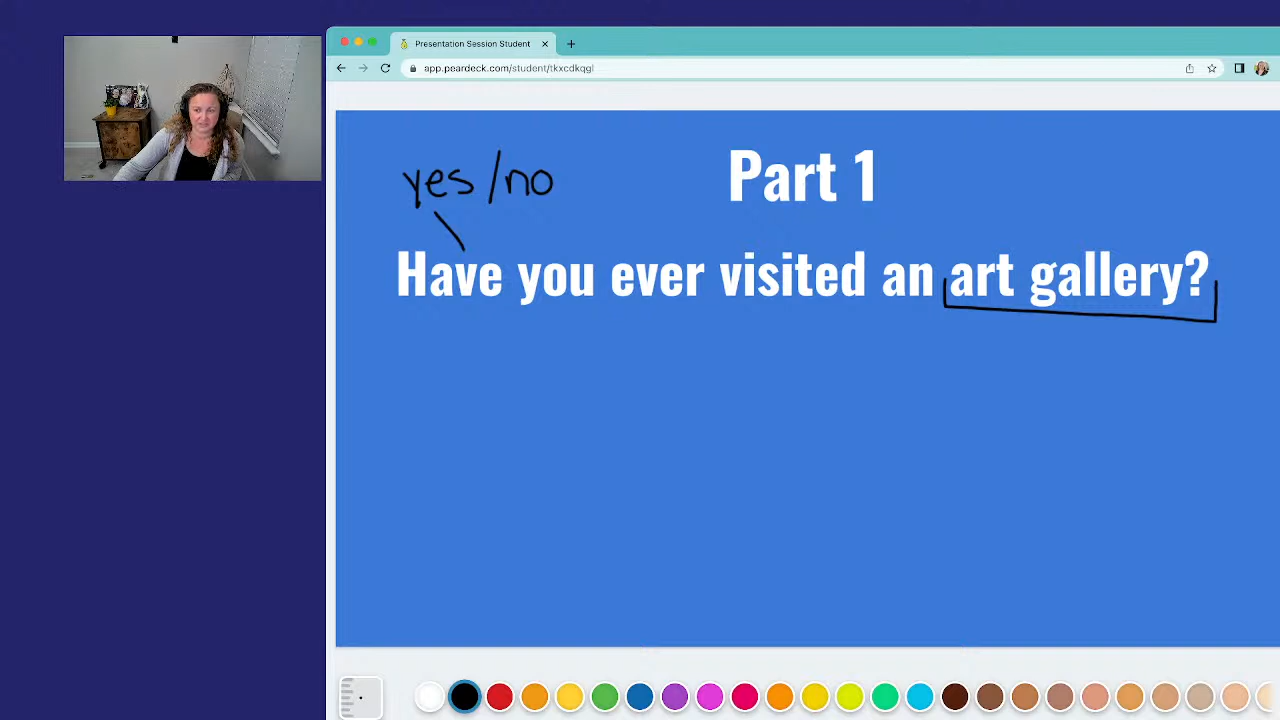 Presentation Session Student
app.peardeck.com/student/tkxcdkqgl
Part 1
yes/no
Have you ever visited an art gallery?